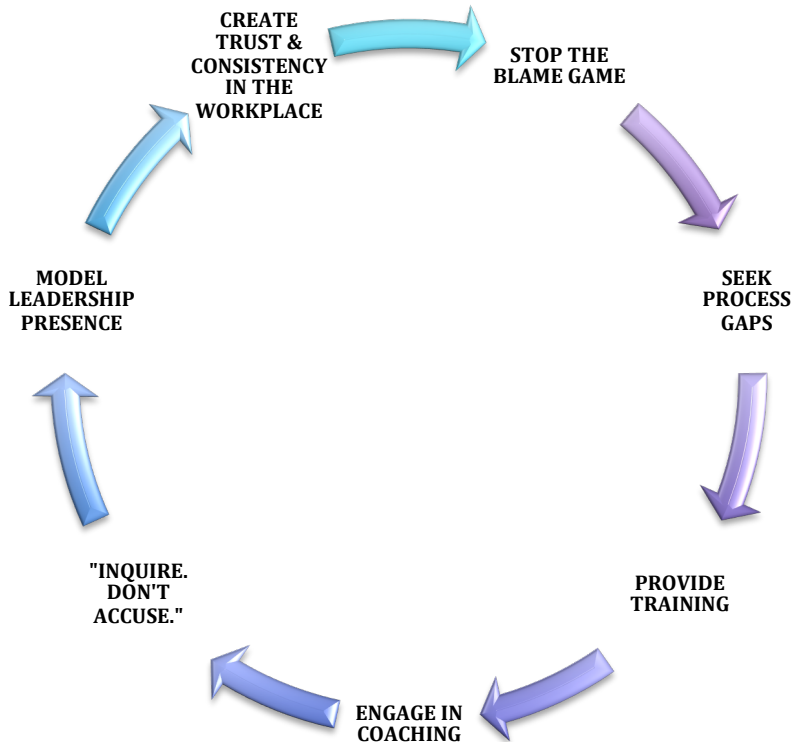 CREATE
TRUST &
CONSISTENCY
IN THE
WORKPLACE
STOP THE
BLAME GAME
SEEK
PROCESS
GAPS
PROVIDE
TRAINING
ENGAGE IN
COACHING
"INQUIRE.
DON'T
ACCUSE."
MODEL
LEADERSHIP
PRESENCE